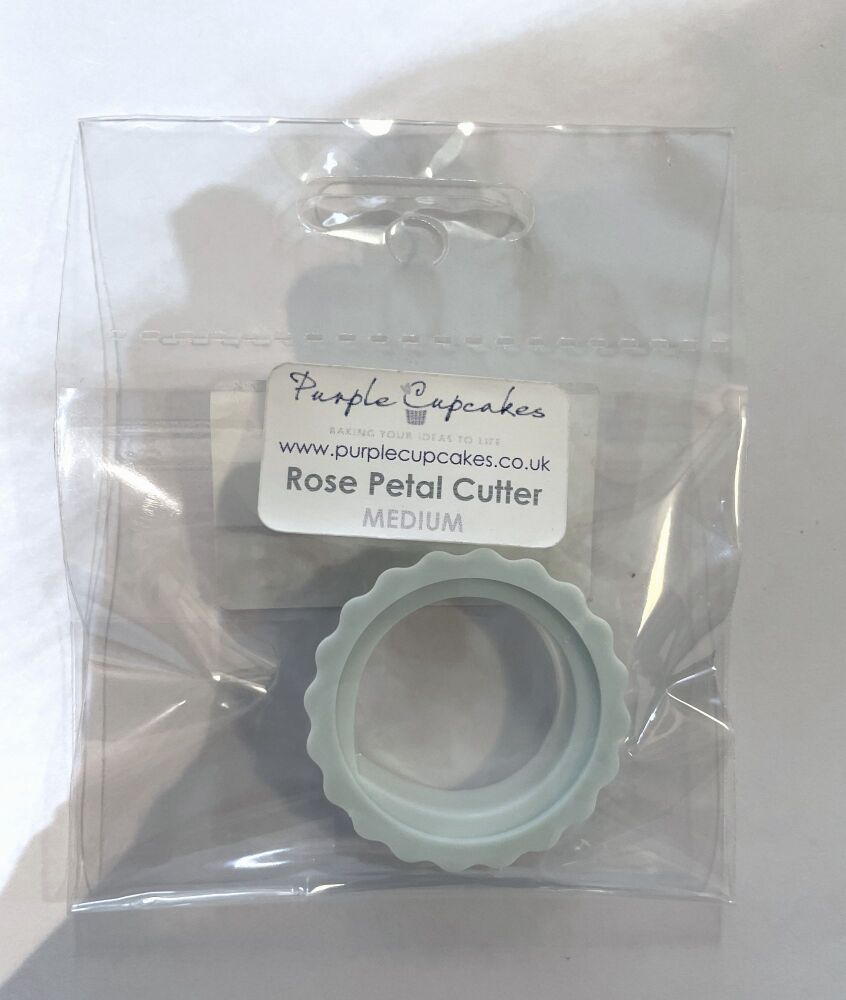 Purple Cupcakes
BAKING YOUR IDEAS TO LIFE
www.purplecupcakes.co.uk
Rose Petal Cutter
MEDIUM